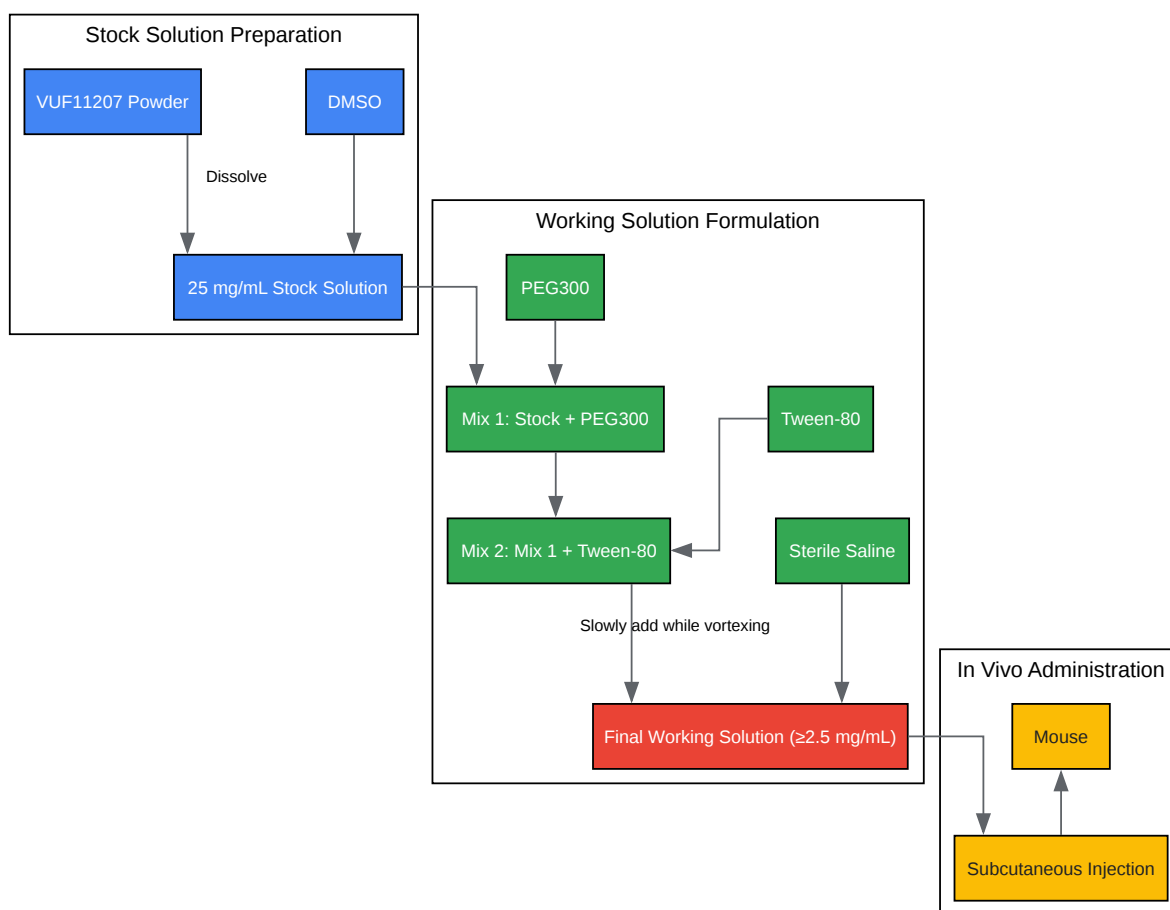 Stock Solution Preparation
VUF11207 Powder
DMSO
Dissolve
25 mg/mL Stock Solution
Working Solution Formulation
PEG300
Mix 1: Stock + PEG300
Tween-80
Mix 2: Mix 1 + Tween-80
Sterile Saline
Slowly add while vortexing
Final Working Solution (≥2.5 mg/mL)
In Vivo Administration
Mouse
Subcutaneous Injection